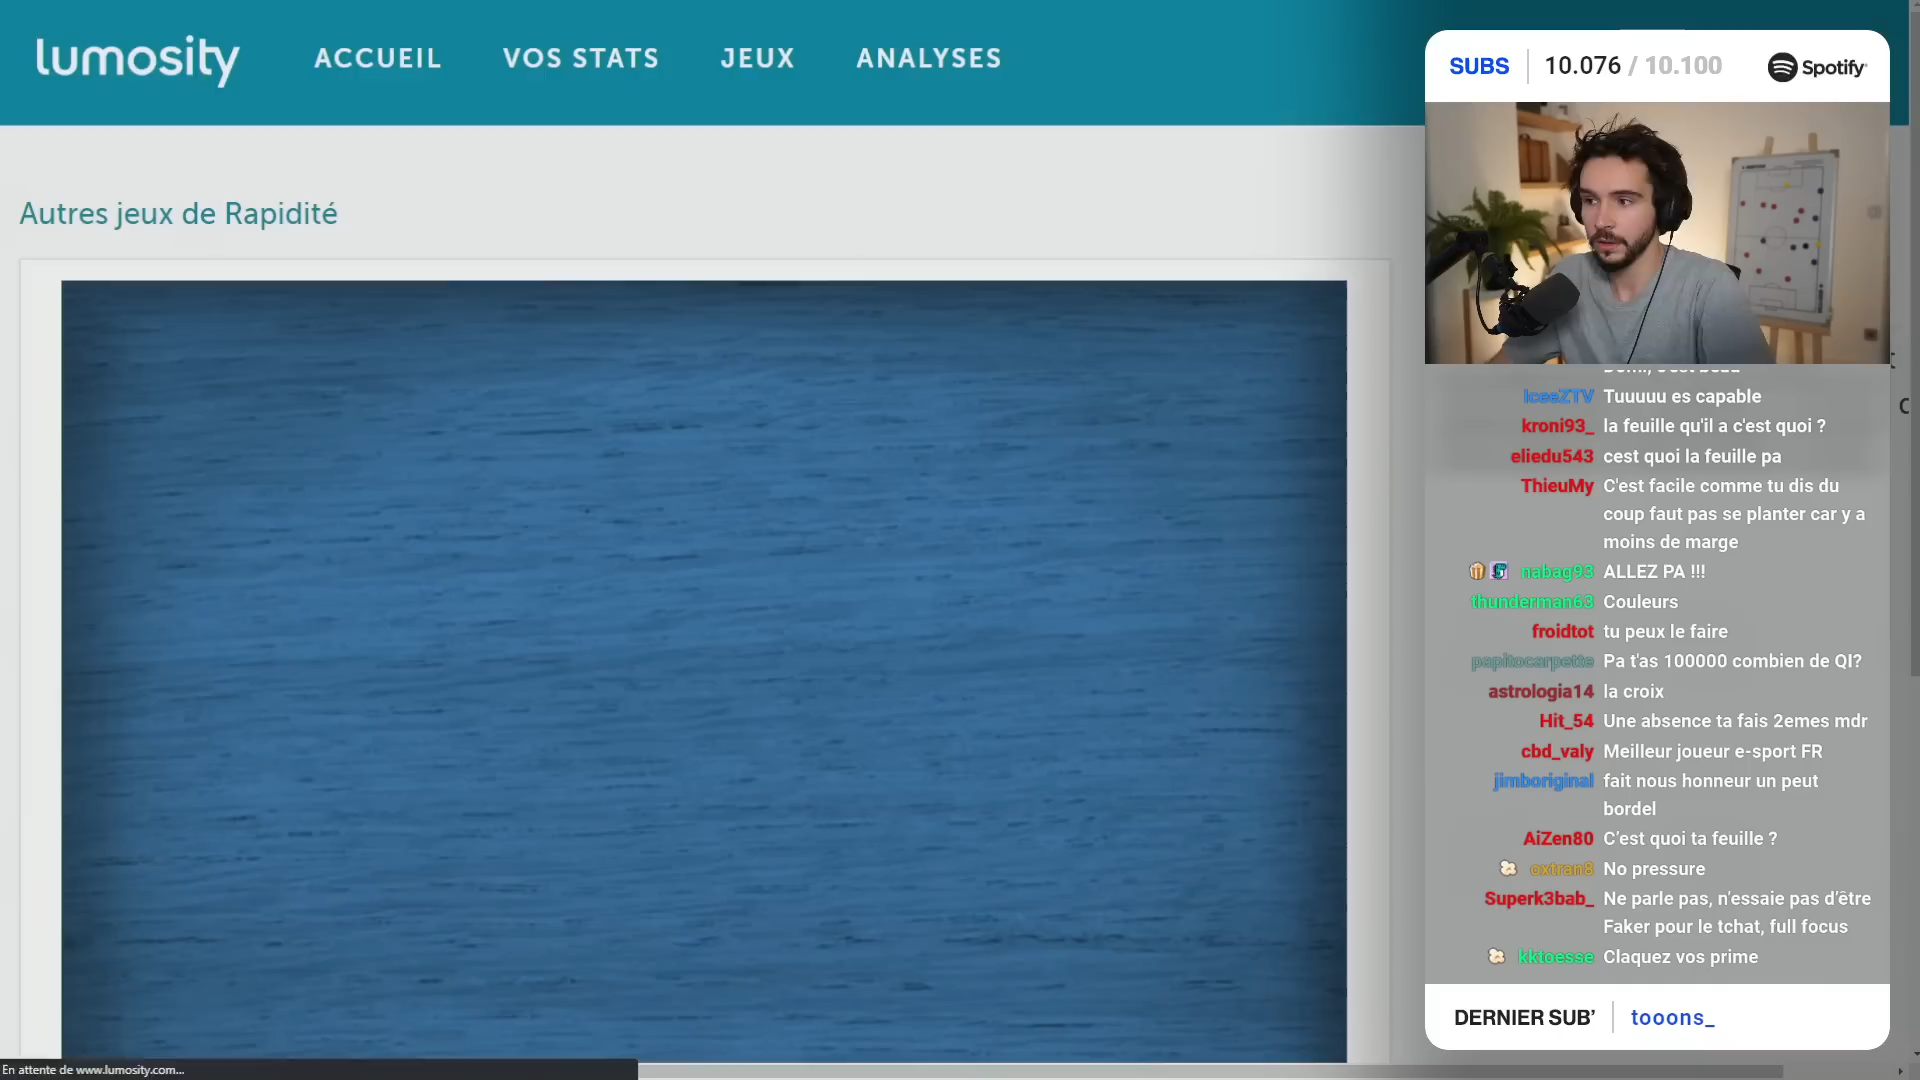 lumosity
ACCUEIL
VOS STATS
JEUX
ANALYSES
SUBS
10.076 / 10.100
Spotify
Autres jeux de Rapidité
IceeZTV Tuuuuu es capable
kroni93_ la feuille qu'il a c'est quoi ?
eliedu543 cest quoi la feuille pa
ThieuMy C'est facile comme tu dis du
coup faut pas se planter car y a
moins de marge
nabag93 ALLEZ PA !!!
thunderman63 Couleurs
froidtot tu peux le faire
papitocarpette Pa t'as 100000 combien de QI?
astrologia14 la croix
Hit_54 Une absence ta fais 2emes mdr
cbd_valy Meilleur joueur e-sport FR
jimboriginal fait nous honneur un peut
bordel
AiZen80 C'est quoi ta feuille ?
oxtran8 No pressure
Superk3bab_ Ne parle pas, n'essaie pas d'être
Faker pour le tchat, full focus
kktoesse Claquez vos prime
DERNIER SUB' tooons_
En attente de www.lumosity.com...